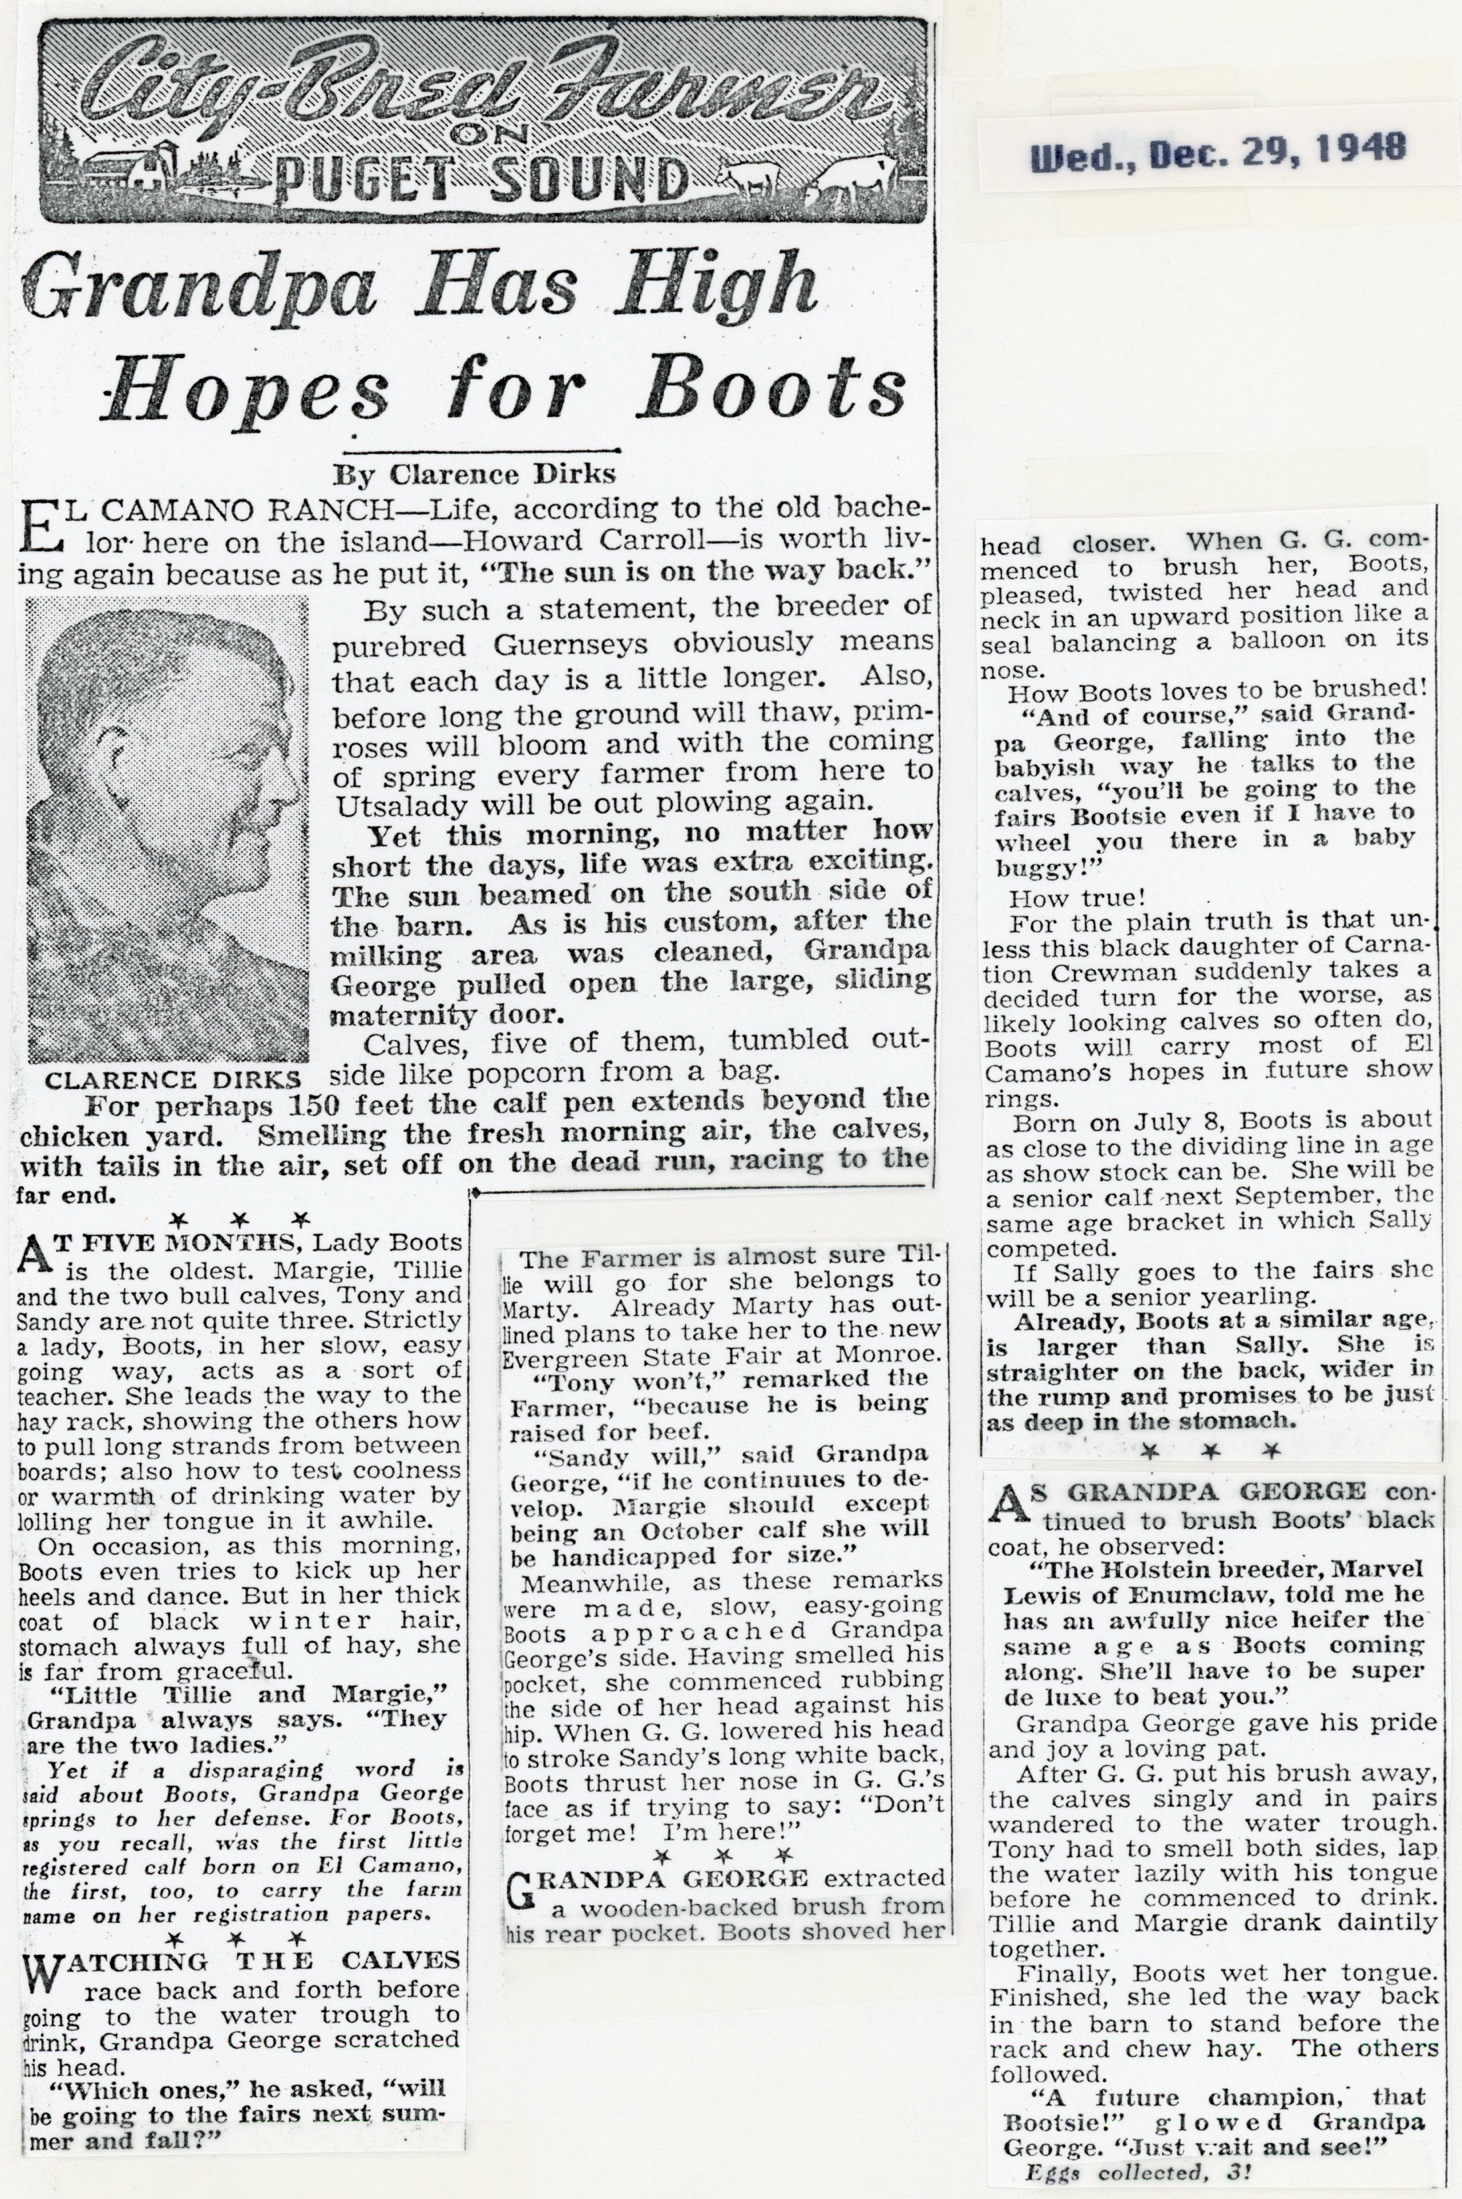 City-Bred Farmer
ON
PUGET SOUND
Wed., Dec. 29, 1948
Grandpa Has High
Hopes for Boots
By Clarence Dirks
EL CAMANO RANCH—Life, according to the old bache-
lor here on the island—Howard Carroll—is worth liv-
ing again because as he put it, “The sun is on the way back.”
By such a statement, the breeder of
purebred Guernseys obviously means
that each day is a little longer. Also,
before long the ground will thaw, prim-
roses will bloom and with the coming
of spring every farmer from here to
Utsalady will be out plowing again.
Yet this morning, no matter how
short the days, life was extra exciting.
The sun beamed on the south side of
the barn. As is his custom, after the
milking area was cleaned, Grandpa
George pulled open the large, sliding
maternity door.
Calves, five of them, tumbled out-
side like popcorn from a bag.
CLARENCE DIRKS
For perhaps 150 feet the calf pen extends beyond the
chicken yard. Smelling the fresh morning air, the calves,
with tails in the air, set off on the dead run, racing to the
far end.
AT FIVE MONTHS, Lady Boots
is the oldest. Margie, Tillie
and the two bull calves, Tony and
Sandy are not quite three. Strictly
a lady, Boots, in her slow, easy
going way, acts as a sort of
teacher. She leads the way to the
hay rack, showing the others how
to pull long strands from between
boards; also how to test coolness
or warmth of drinking water by
lolling her tongue in it awhile.
On occasion, as this morning,
Boots even tries to kick up her
heels and dance. But in her thick
coat of black winter hair,
stomach always full of hay, she
is far from graceful.
“Little Tillie and Margie,”
Grandpa always says. “They
are the two ladies.”
Yet if a disparaging word is
said about Boots, Grandpa George
springs to her defense. For Boots,
as you recall, was the first little
registered calf born on El Camano,
the first, too, to carry the farm
name on her registration papers.
WATCHING THE CALVES
race back and forth before
going to the water trough to
drink, Grandpa George scratched
his head.
“Which ones,” he asked, “will
be going to the fairs next sum-
mer and fall?”
The Farmer is almost sure Til-
lie will go for she belongs to
Marty. Already Marty has out-
lined plans to take her to the new
Evergreen State Fair at Monroe.
“Tony won’t,” remarked the
Farmer, “because he is being
raised for beef.
“Sandy will,” said Grandpa
George, “if he continuues to de-
velop. Margie should except
being an October calf she will
be handicapped for size.”
Meanwhile, as these remarks
were made, slow, easy-going
Boots approached Grandpa
George’s side. Having smelled his
pocket, she commenced rubbing
the side of her head against his
hip. When G. G. lowered his head
to stroke Sandy’s long white back,
Boots thrust her nose in G. G.’s
face as if trying to say: “Don’t
forget me! I’m here!”
GRANDPA GEORGE extracted
a wooden-backed brush from
his rear pocket. Boots shoved her
head closer. When G. G. com-
menced to brush her, Boots,
pleased, twisted her head and
neck in an upward position like a
seal balancing a balloon on its
nose.
How Boots loves to be brushed!
“And of course,” said Grand-
pa George, falling into the
babyish way he talks to the
calves, “you’ll be going to the
fairs Bootsie even if I have to
wheel you there in a baby
buggy!”
How true!
For the plain truth is that un-
less this black daughter of Carna-
tion Crewman suddenly takes a
decided turn for the worse, as
likely looking calves so often do,
Boots will carry most of El
Camano’s hopes in future show
rings.
Born on July 8, Boots is about
as close to the dividing line in age
as show stock can be. She will be
a senior calf next September, the
same age bracket in which Sally
competed.
If Sally goes to the fairs she
will be a senior yearling.
Already, Boots at a similar age,
is larger than Sally. She is
straighter on the back, wider in
the rump and promises to be just
as deep in the stomach.
AS GRANDPA GEORGE con-
tinued to brush Boots’ black
coat, he observed:
“The Holstein breeder, Marvel
Lewis of Enumclaw, told me he
has an awfully nice heifer the
same age as Boots coming
along. She’ll have to be super
de luxe to beat you.”
Grandpa George gave his pride
and joy a loving pat.
After G. G. put his brush away,
the calves singly and in pairs
wandered to the water trough.
Tony had to smell both sides, lap
the water lazily with his tongue
before he commenced to drink.
Tillie and Margie drank daintily
together.
Finally, Boots wet her tongue.
Finished, she led the way back
in the barn to stand before the
rack and chew hay. The others
followed.
“A future champion, that
Bootsie!” glowed Grandpa
George. “Just wait and see!”
Eggs collected, 3!